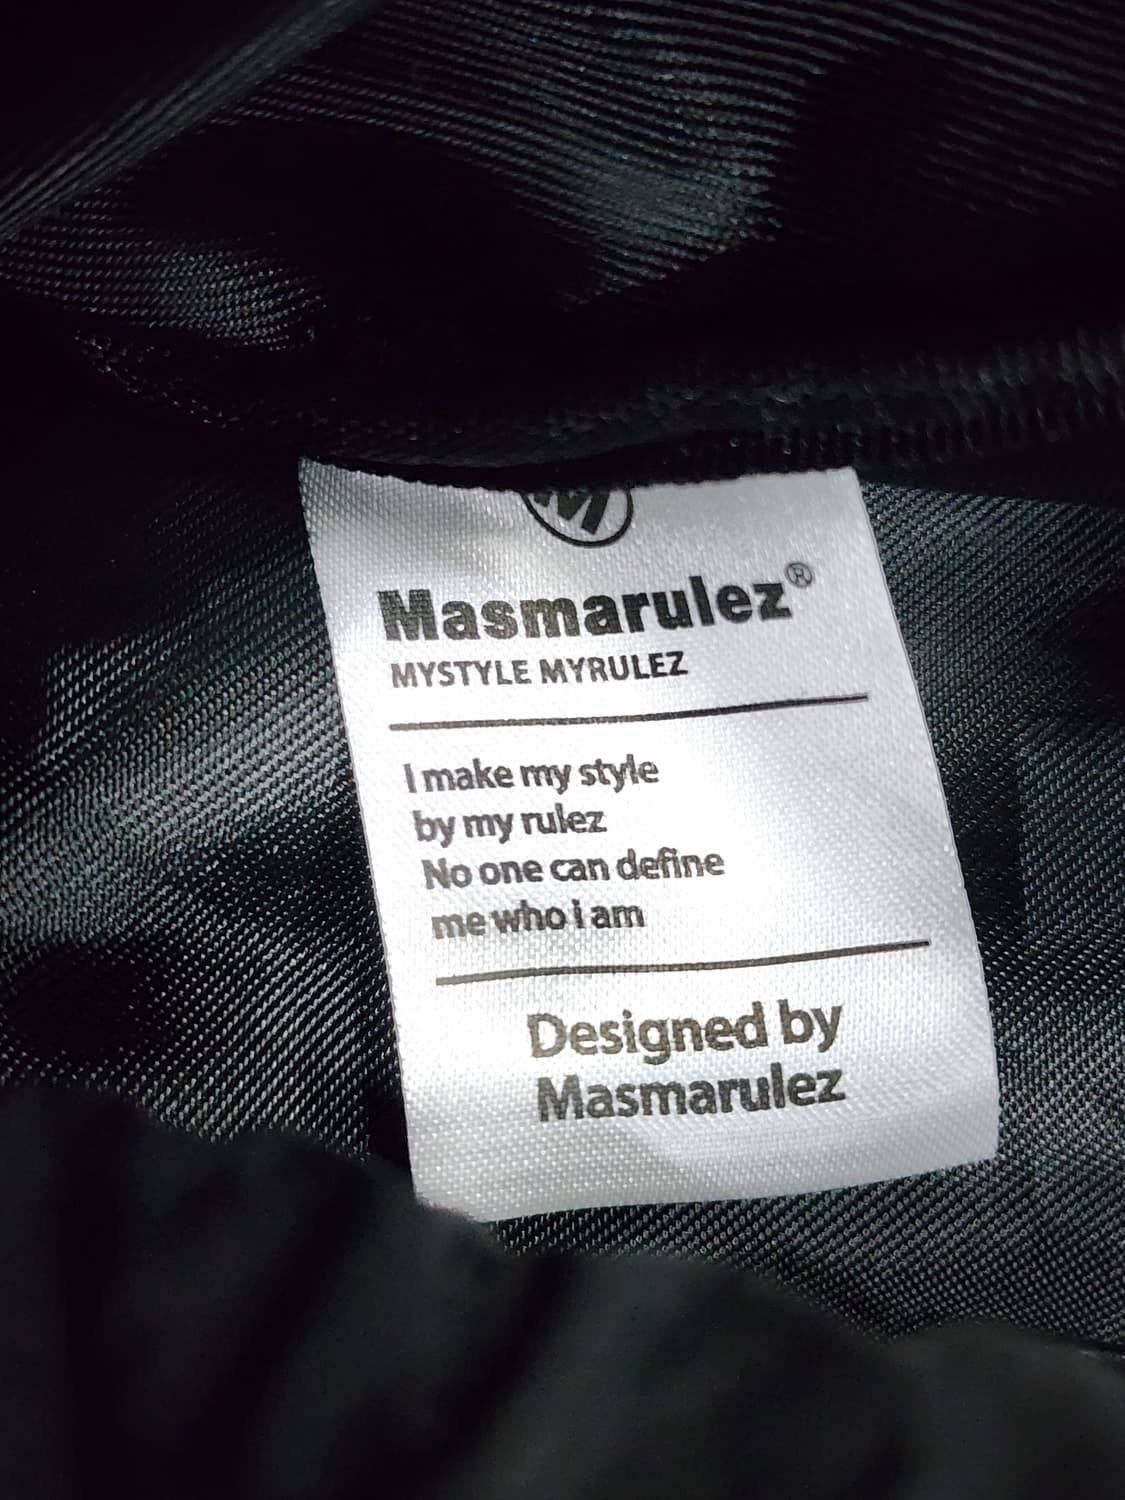 M
Masmarulez®
MYSTYLE MYRULEZ
I make my style
by my rulez
No one can define
me who i am
Designed by
Masmarulez